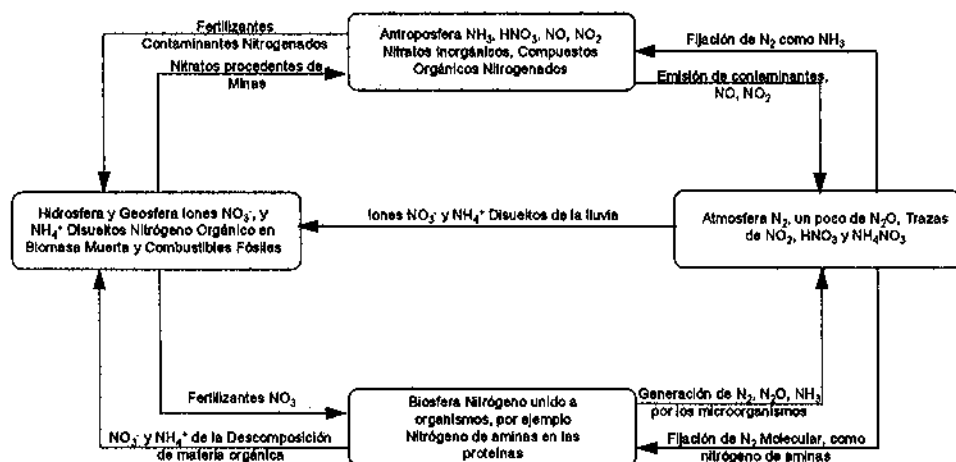 Fertilizantes
Contaminantes Nitrogenados
Nitratos procedentes de
Minas
Antroposfera NH₃, HNO₃, NO, NO₂
Nitratos Inorgánicos, Compuestos
Orgánicos Nitrogenados
Fijación de N₂ como NH₃
Emisión de contaminantes,
NO, NO₂
Hidrosfera y Geosfera Iones NO₃⁻, y
NH₄⁺ Disueltos Nitrógeno Orgánico en
Biomasa Muerta y Combustibles Fósiles
Iones NO₃⁻ y NH₄⁺ Disueltos de la lluvia
Atmosfera N₂, un poco de N₂O, Trazas
de NO₂, HNO₃ y NH₄NO₃
Fertilizantes NO₃
NO₃⁻ y NH₄⁺ de la Descomposición
de materia orgánica
Biosfera Nitrógeno unido a
organismos, por ejemplo
Nitrógeno de aminas en las
proteinas
Generación de N₂, N₂O, NH₃
por los microorganismos
Fijación de N₂ Molecular, como
nitrógeno de aminas